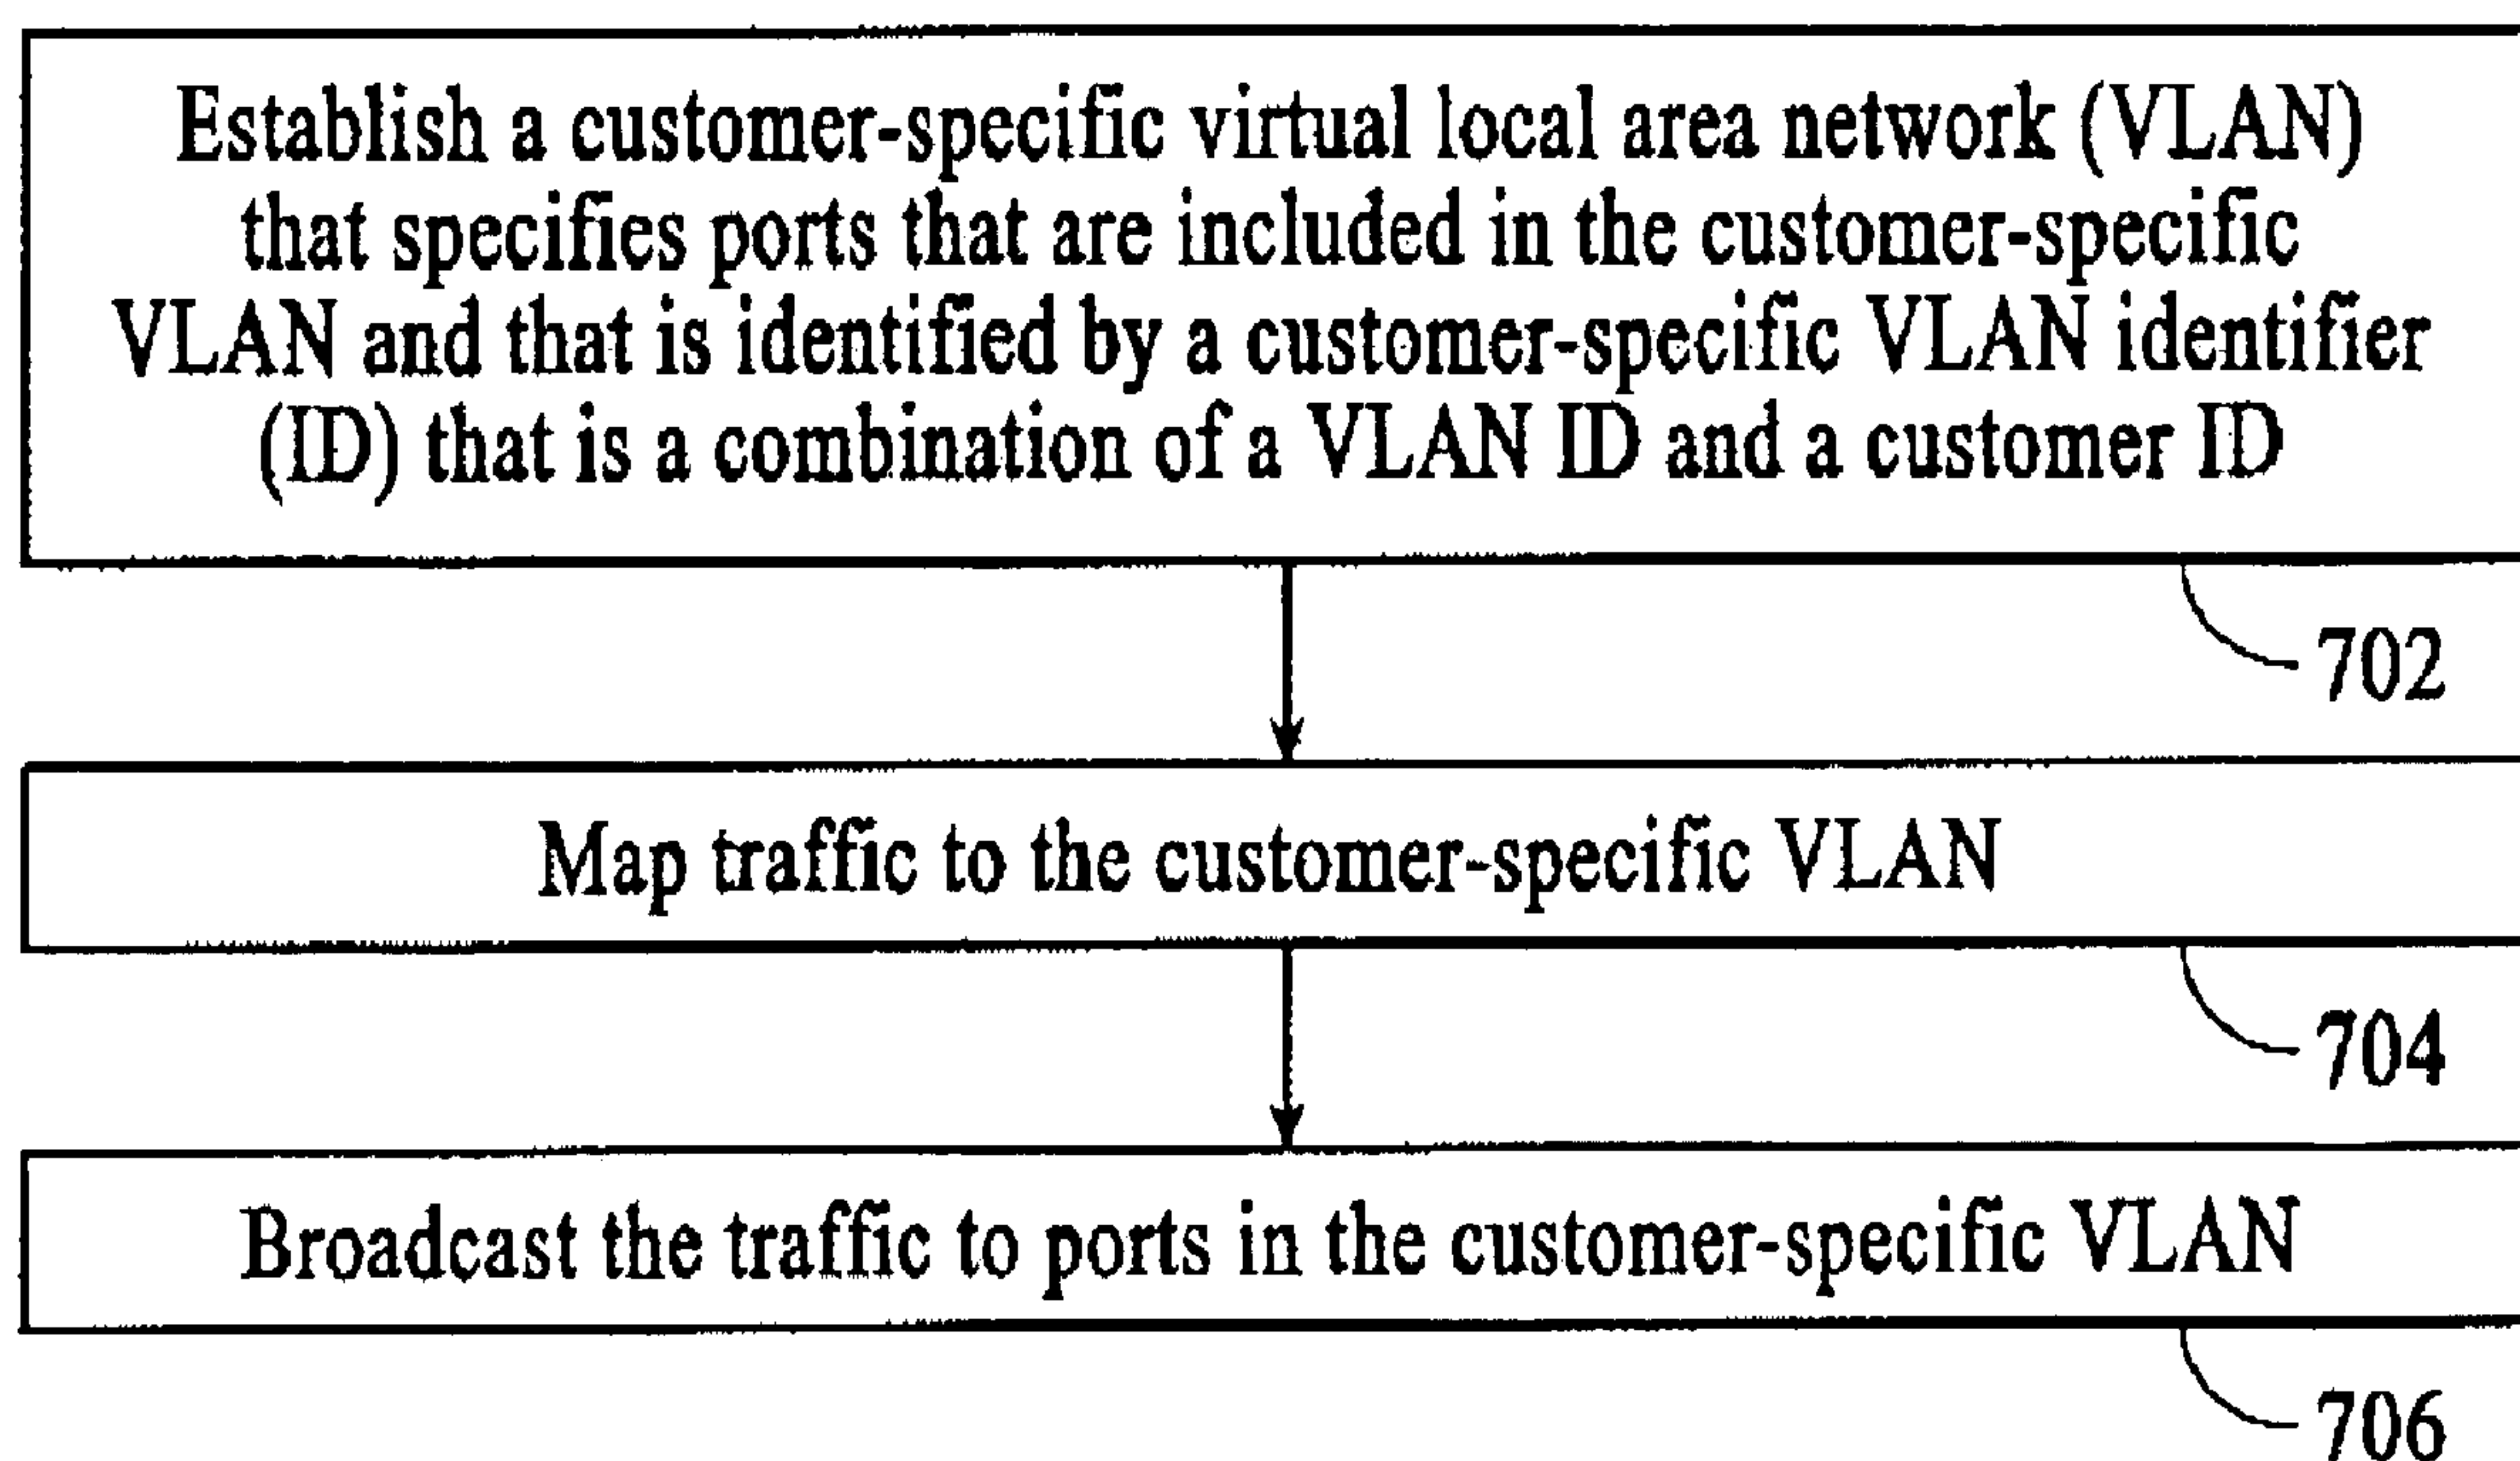 Establish a customer-specific virtual local area network (VLAN)
that specifies ports that are included in the customer-specific
VLAN and that is identified by a customer-specific VLAN identifier
(ID) that is a combination of a VLAN ID and a customer ID
702
Map traffic to the customer-specific VLAN
704
Broadcast the traffic to ports in the customer-specific VLAN
706